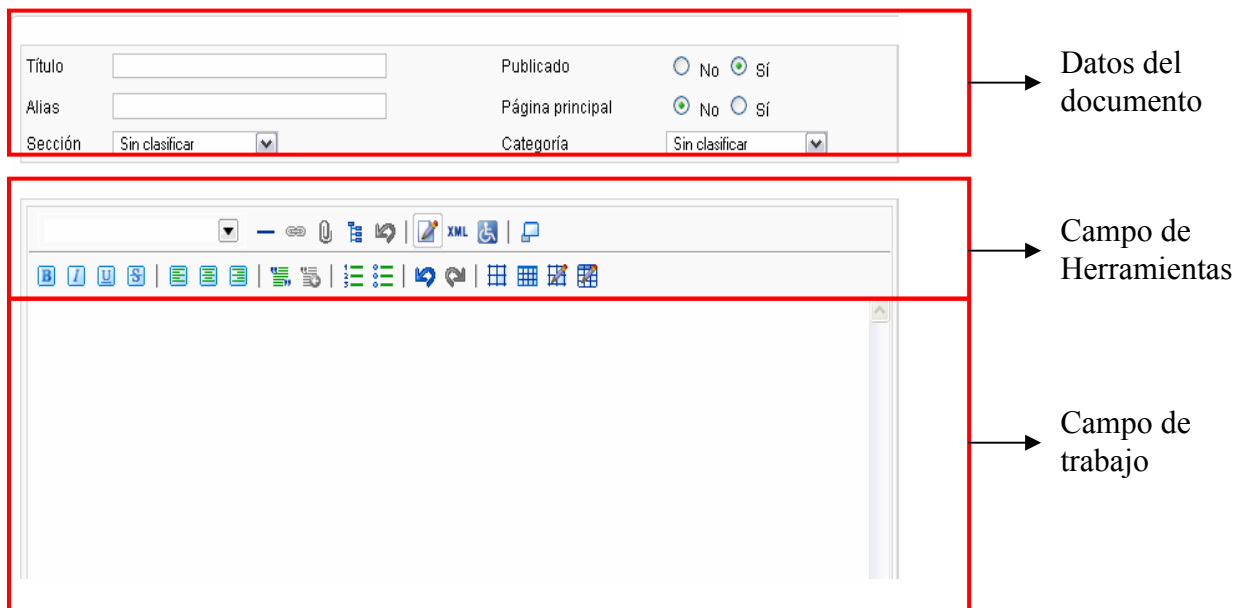 Título Publicado No Sí
Datos del
documento
Alias Página principal No Sí
Sección Sin clasificar Categoría Sin clasificar
XML
Campo de
Herramientas
B I U S
Campo de
trabajo